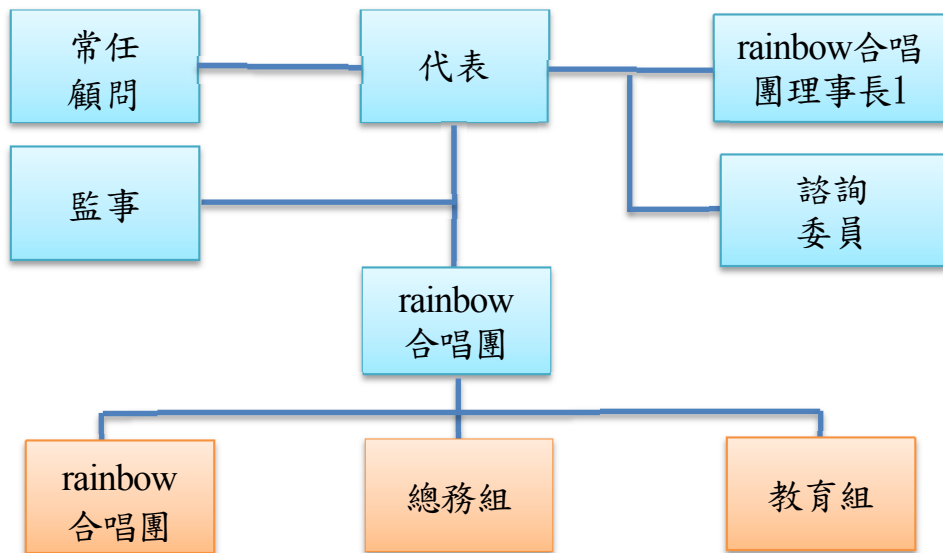 常任
顧問
代表
rainbow合唱
團理事長1
監事
諮詢
委員
rainbow
合唱團
rainbow
合唱團
總務組
教育組